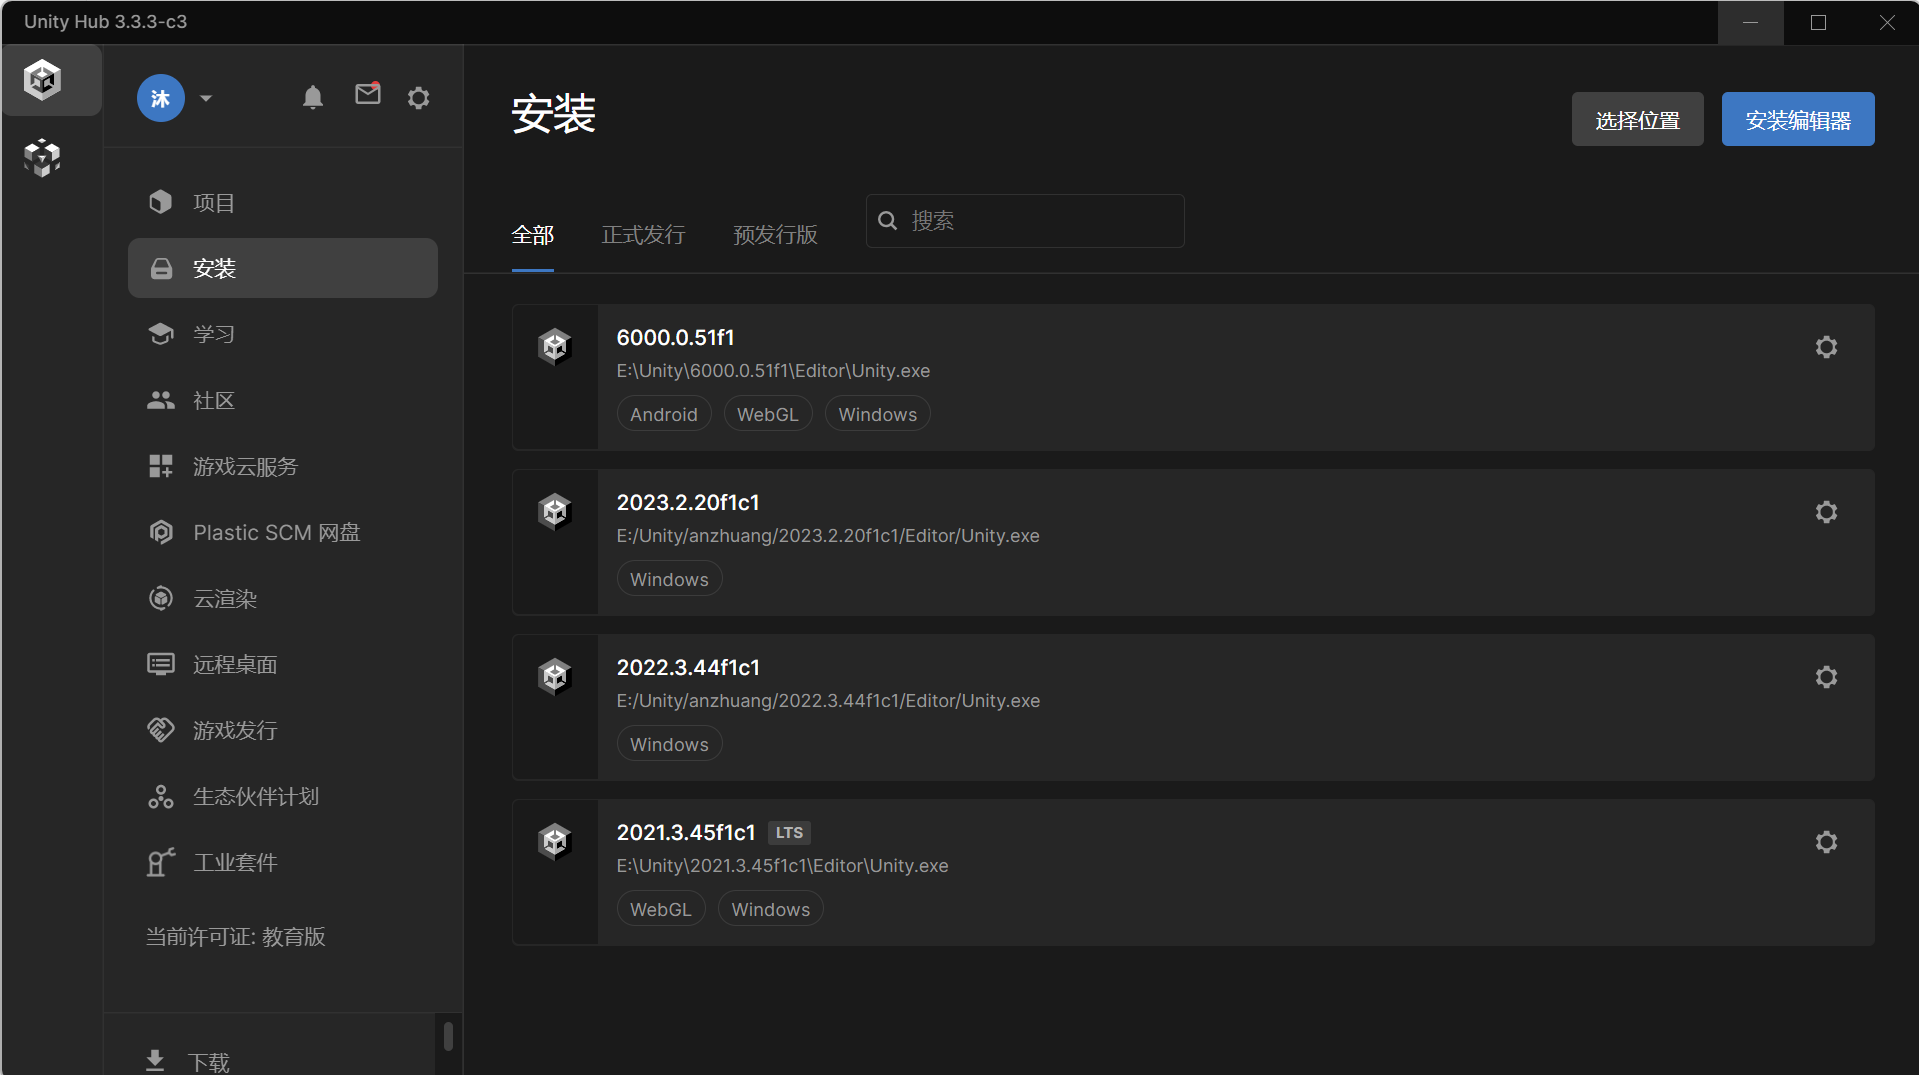 Unity Hub 3.3.3-c3
沐
项目
安装
学习
社区
游戏云服务
Plastic SCM 网盘
云渲染
远程桌面
游戏发行
生态伙伴计划
工业套件
当前许可证: 教育版
下载
安装
选择位置
安装编辑器
全部
正式发行
预发行版
搜索
6000.0.51f1
E:\Unity\6000.0.51f1\Editor\Unity.exe
Android WebGL Windows
2023.2.20f1c1
E:/Unity/anzhuang/2023.2.20f1c1/Editor/Unity.exe
Windows
2022.3.44f1c1
E:/Unity/anzhuang/2022.3.44f1c1/Editor/Unity.exe
Windows
2021.3.45f1c1 LTS
E:\Unity\2021.3.45f1c1\Editor\Unity.exe
WebGL Windows